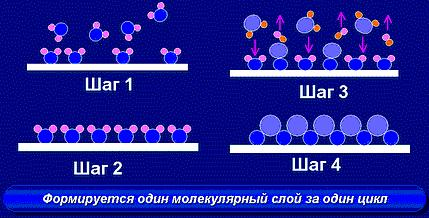 Шаг 1
Шаг 3
Шаг 2
Шаг 4
Формируется один молекулярный слой за один цикл